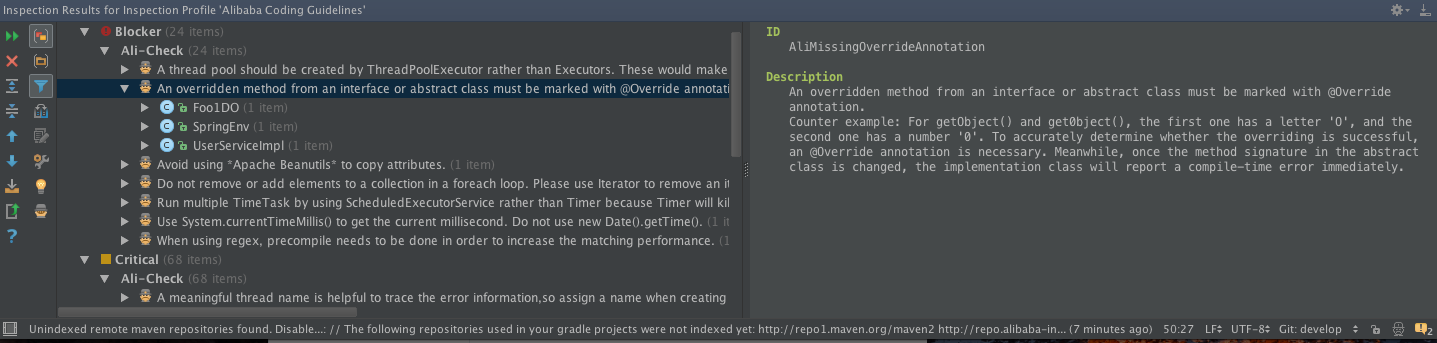 Inspection Results for Inspection Profile 'Alibaba Coding Guidelines'
Blocker (24 items)
Ali-Check (24 items)
A thread pool should be created by ThreadPoolExecutor rather than Executors. These would make
An overridden method from an interface or abstract class must be marked with @Override annotati
Foo1DO (1 item)
SpringEnv (1 item)
UserServiceImpl (1 item)
Avoid using *Apache Beanutils* to copy attributes. (1 item)
Do not remove or add elements to a collection in a foreach loop. Please use Iterator to remove an it
Run multiple TimeTask by using ScheduledExecutorService rather than Timer because Timer will kil
Use System.currentTimeMillis() to get the current millisecond. Do not use new Date().getTime(). (1 it
When using regex, precompile needs to be done in order to increase the matching performance. (1
Critical (68 items)
Ali-Check (68 items)
A meaningful thread name is helpful to trace the error information,so assign a name when creating
ID
AliMissingOverrideAnnotation
Description
An overridden method from an interface or abstract class must be marked with @Override
annotation.
Counter example: For getObject() and get0bject(), the first one has a letter 'O', and the
second one has a number '0'. To accurately determine whether the overriding is successful,
an @Override annotation is necessary. Meanwhile, once the method signature in the abstract
class is changed, the implementation class will report a compile-time error immediately.
Unindexed remote maven repositories found. Disable...: // The following repositories used in your gradle projects were not indexed yet: http://repo1.maven.org/maven2 http://repo.alibaba-in... (7 minutes ago) 50:27 LF UTF-8 Git: develop 2